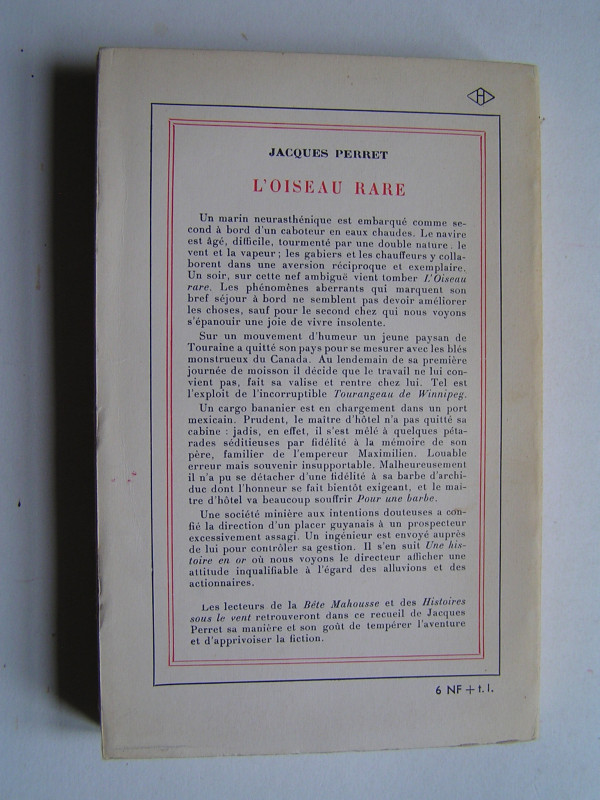 H
JACQUES PERRET
L'OISEAU RARE
Un marin neurasthénique est embarqué comme se-
cond à bord d'un caboteur en eaux chaudes. Le navire
est âgé, difficile, tourmenté par une double nature, le
vent et la vapeur ; les gabiers et les chauffeurs y colla-
borent dans une aversion réciproque et exemplaire.
Un soir, sur cette nef ambiguë vient tomber L'Oiseau
rare. Les phénomènes aberrants qui marquent son
bref séjour à bord ne semblent pas devoir améliorer
les choses, sauf pour le second chez qui nous voyons
s'épanouir une joie de vivre insolente.
Sur un mouvement d'humeur un jeune paysan de
Touraine a quitté son pays pour se mesurer avec les blés
monstrueux du Canada. Au lendemain de sa première
journée de moisson il décide que le travail ne lui con-
vient pas, fait sa valise et rentre chez lui. Tel est
l'exploit de l'incorruptible Tourangeau de Winnipeg.
Un cargo bananier est en chargement dans un port
mexicain. Prudent, le maître d'hôtel n'a pas quitté sa
cabine : jadis, en effet, il s'est mêlé à quelques péta-
rades séditieuses par fidélité à la mémoire de son
père, familier de l'empereur Maximilien. Louable
erreur mais souvenir insupportable. Malheureusement
il n'a pu se détacher d'une fidélité à sa barbe d'archi-
duc dont l'honneur se fait bientôt exigeant, et le maî-
tre d'hôtel va beaucoup souffrir Pour une barbe.
Une société minière aux intentions douteuses a con-
fié la direction d'un placer guyanais à un prospecteur
excessivement assagi. Un ingénieur est envoyé auprès
de lui pour contrôler sa gestion. Il s'en suit Une his-
toire en or où nous voyons le directeur afficher une
attitude inqualifiable à l'égard des alluvions et des
actionnaires.
Les lecteurs de la Bête Mahousse et des Histoires
sous le vent retrouveront dans ce recueil de Jacques
Perret sa manière et son goût de tempérer l'aventure
et d'apprivoiser la fiction.
6 NF + t. l.